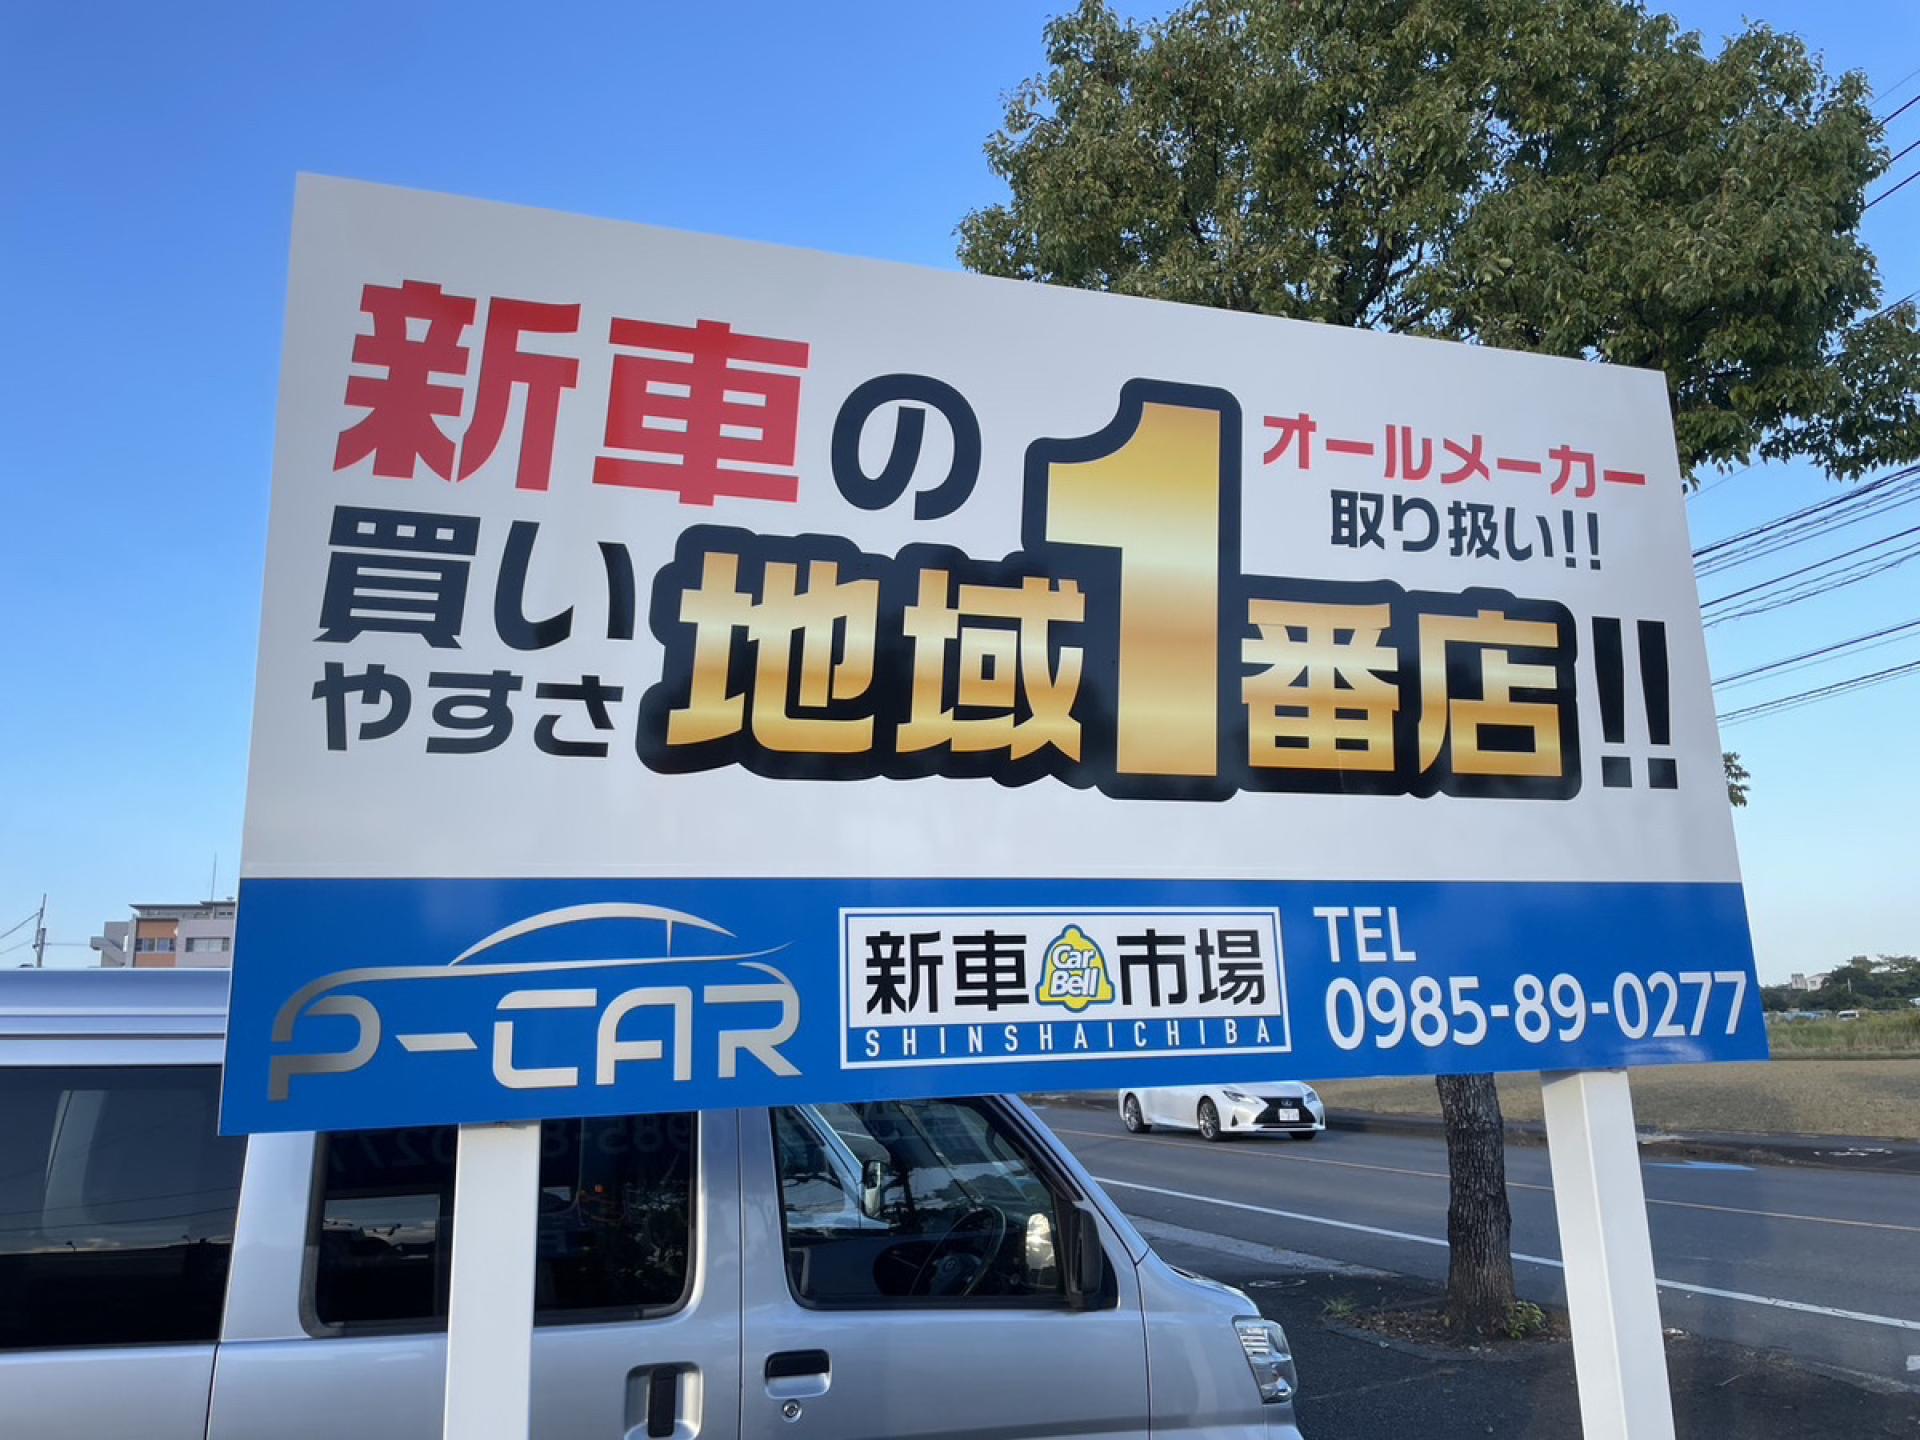 新車の
買い
やすさ
地域1番店!!
オールメーカー
取り扱い!!
P-CAR
新車 Car Bell 市場
SHINSHAICHIBA
TEL
0985-89-0277